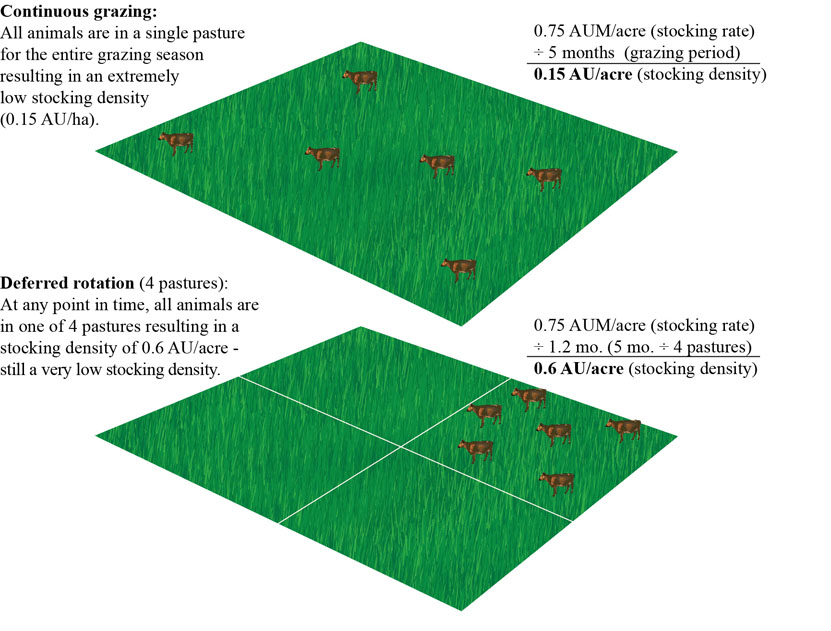 Continuous grazing:
All animals are in a single pasture
for the entire grazing season
resulting in an extremely
low stocking density
(0.15 AU/ha).
0.75 AUM/acre (stocking rate)
÷ 5 months  (grazing period)
0.15 AU/acre (stocking density)
Deferred rotation (4 pastures):
At any point in time, all animals are
in one of 4 pastures resulting in a
stocking density of 0.6 AU/acre -
still a very low stocking density.
0.75 AUM/acre (stocking rate)
÷ 1.2 mo. (5 mo. ÷ 4 pastures)
0.6 AU/acre (stocking density)